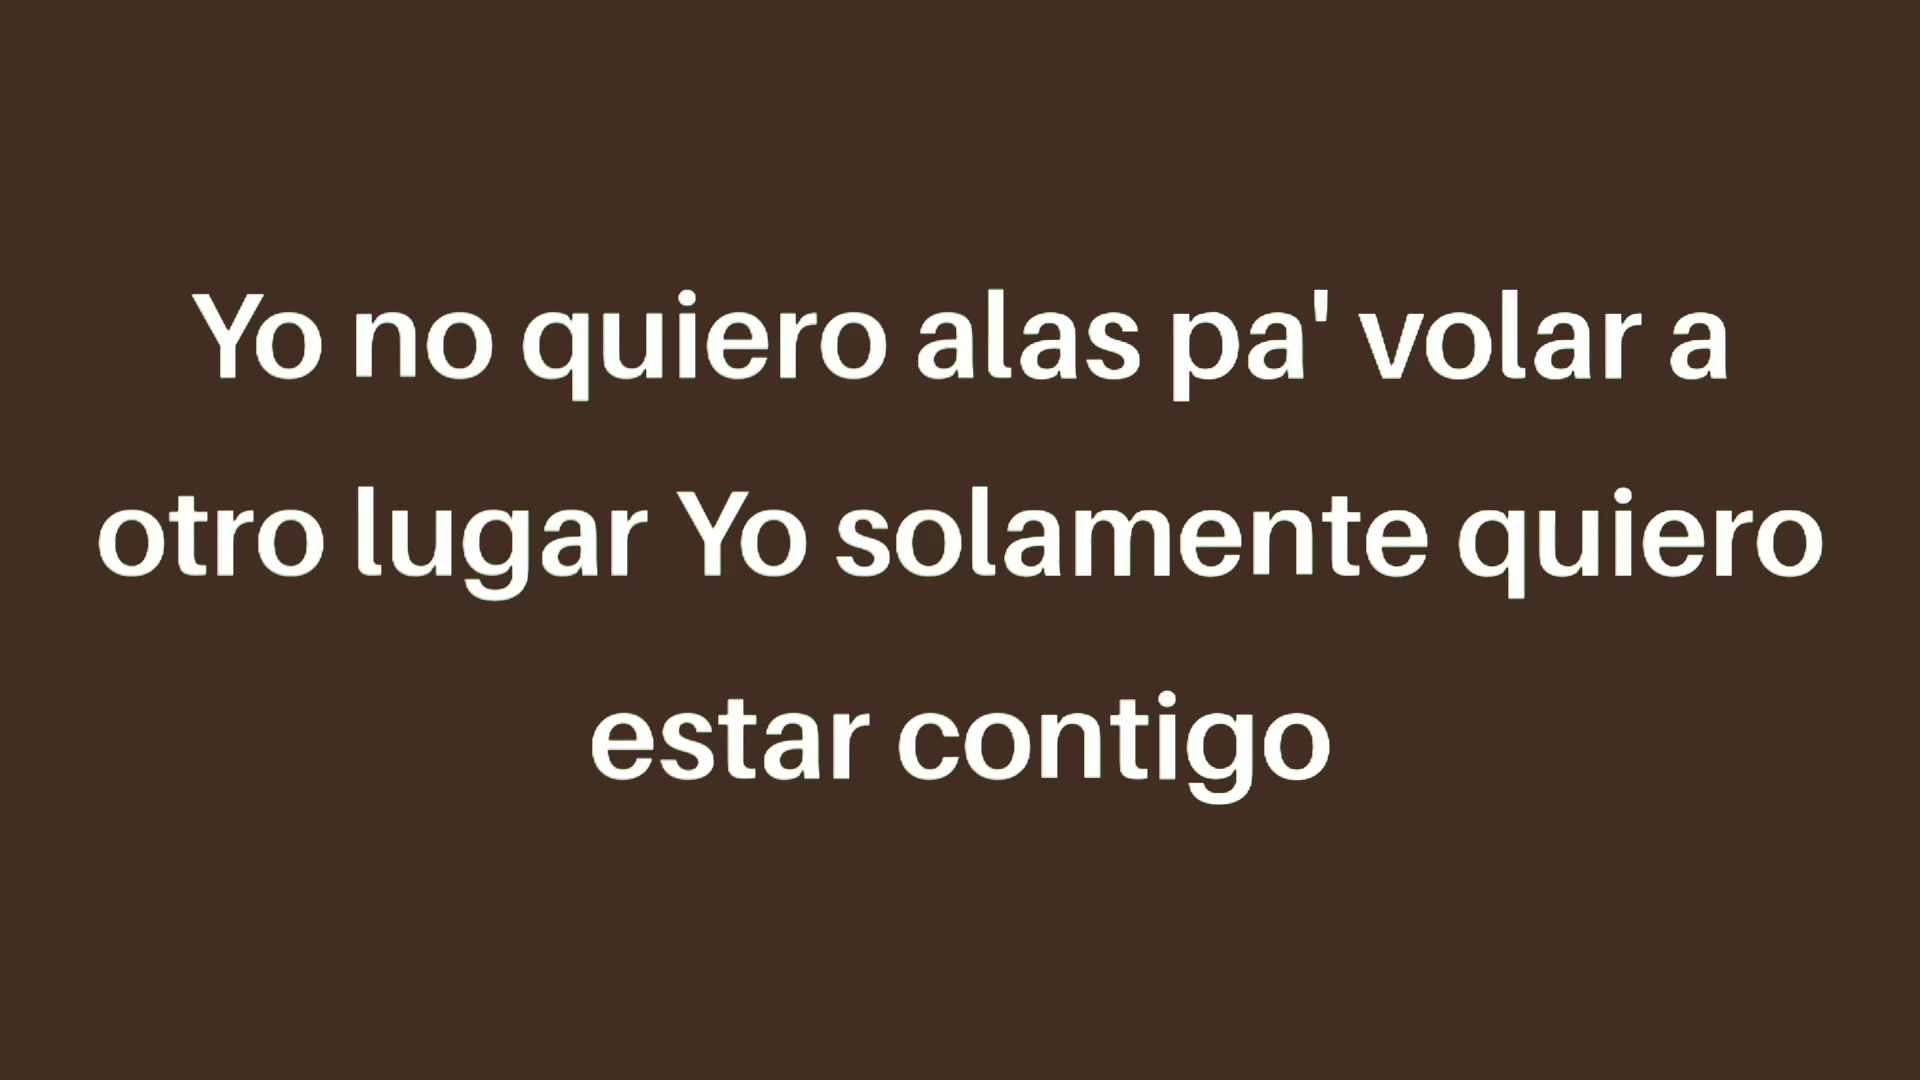 Yo no quiero alas pa' volar a
otro lugar Yo solamente quiero
estar contigo